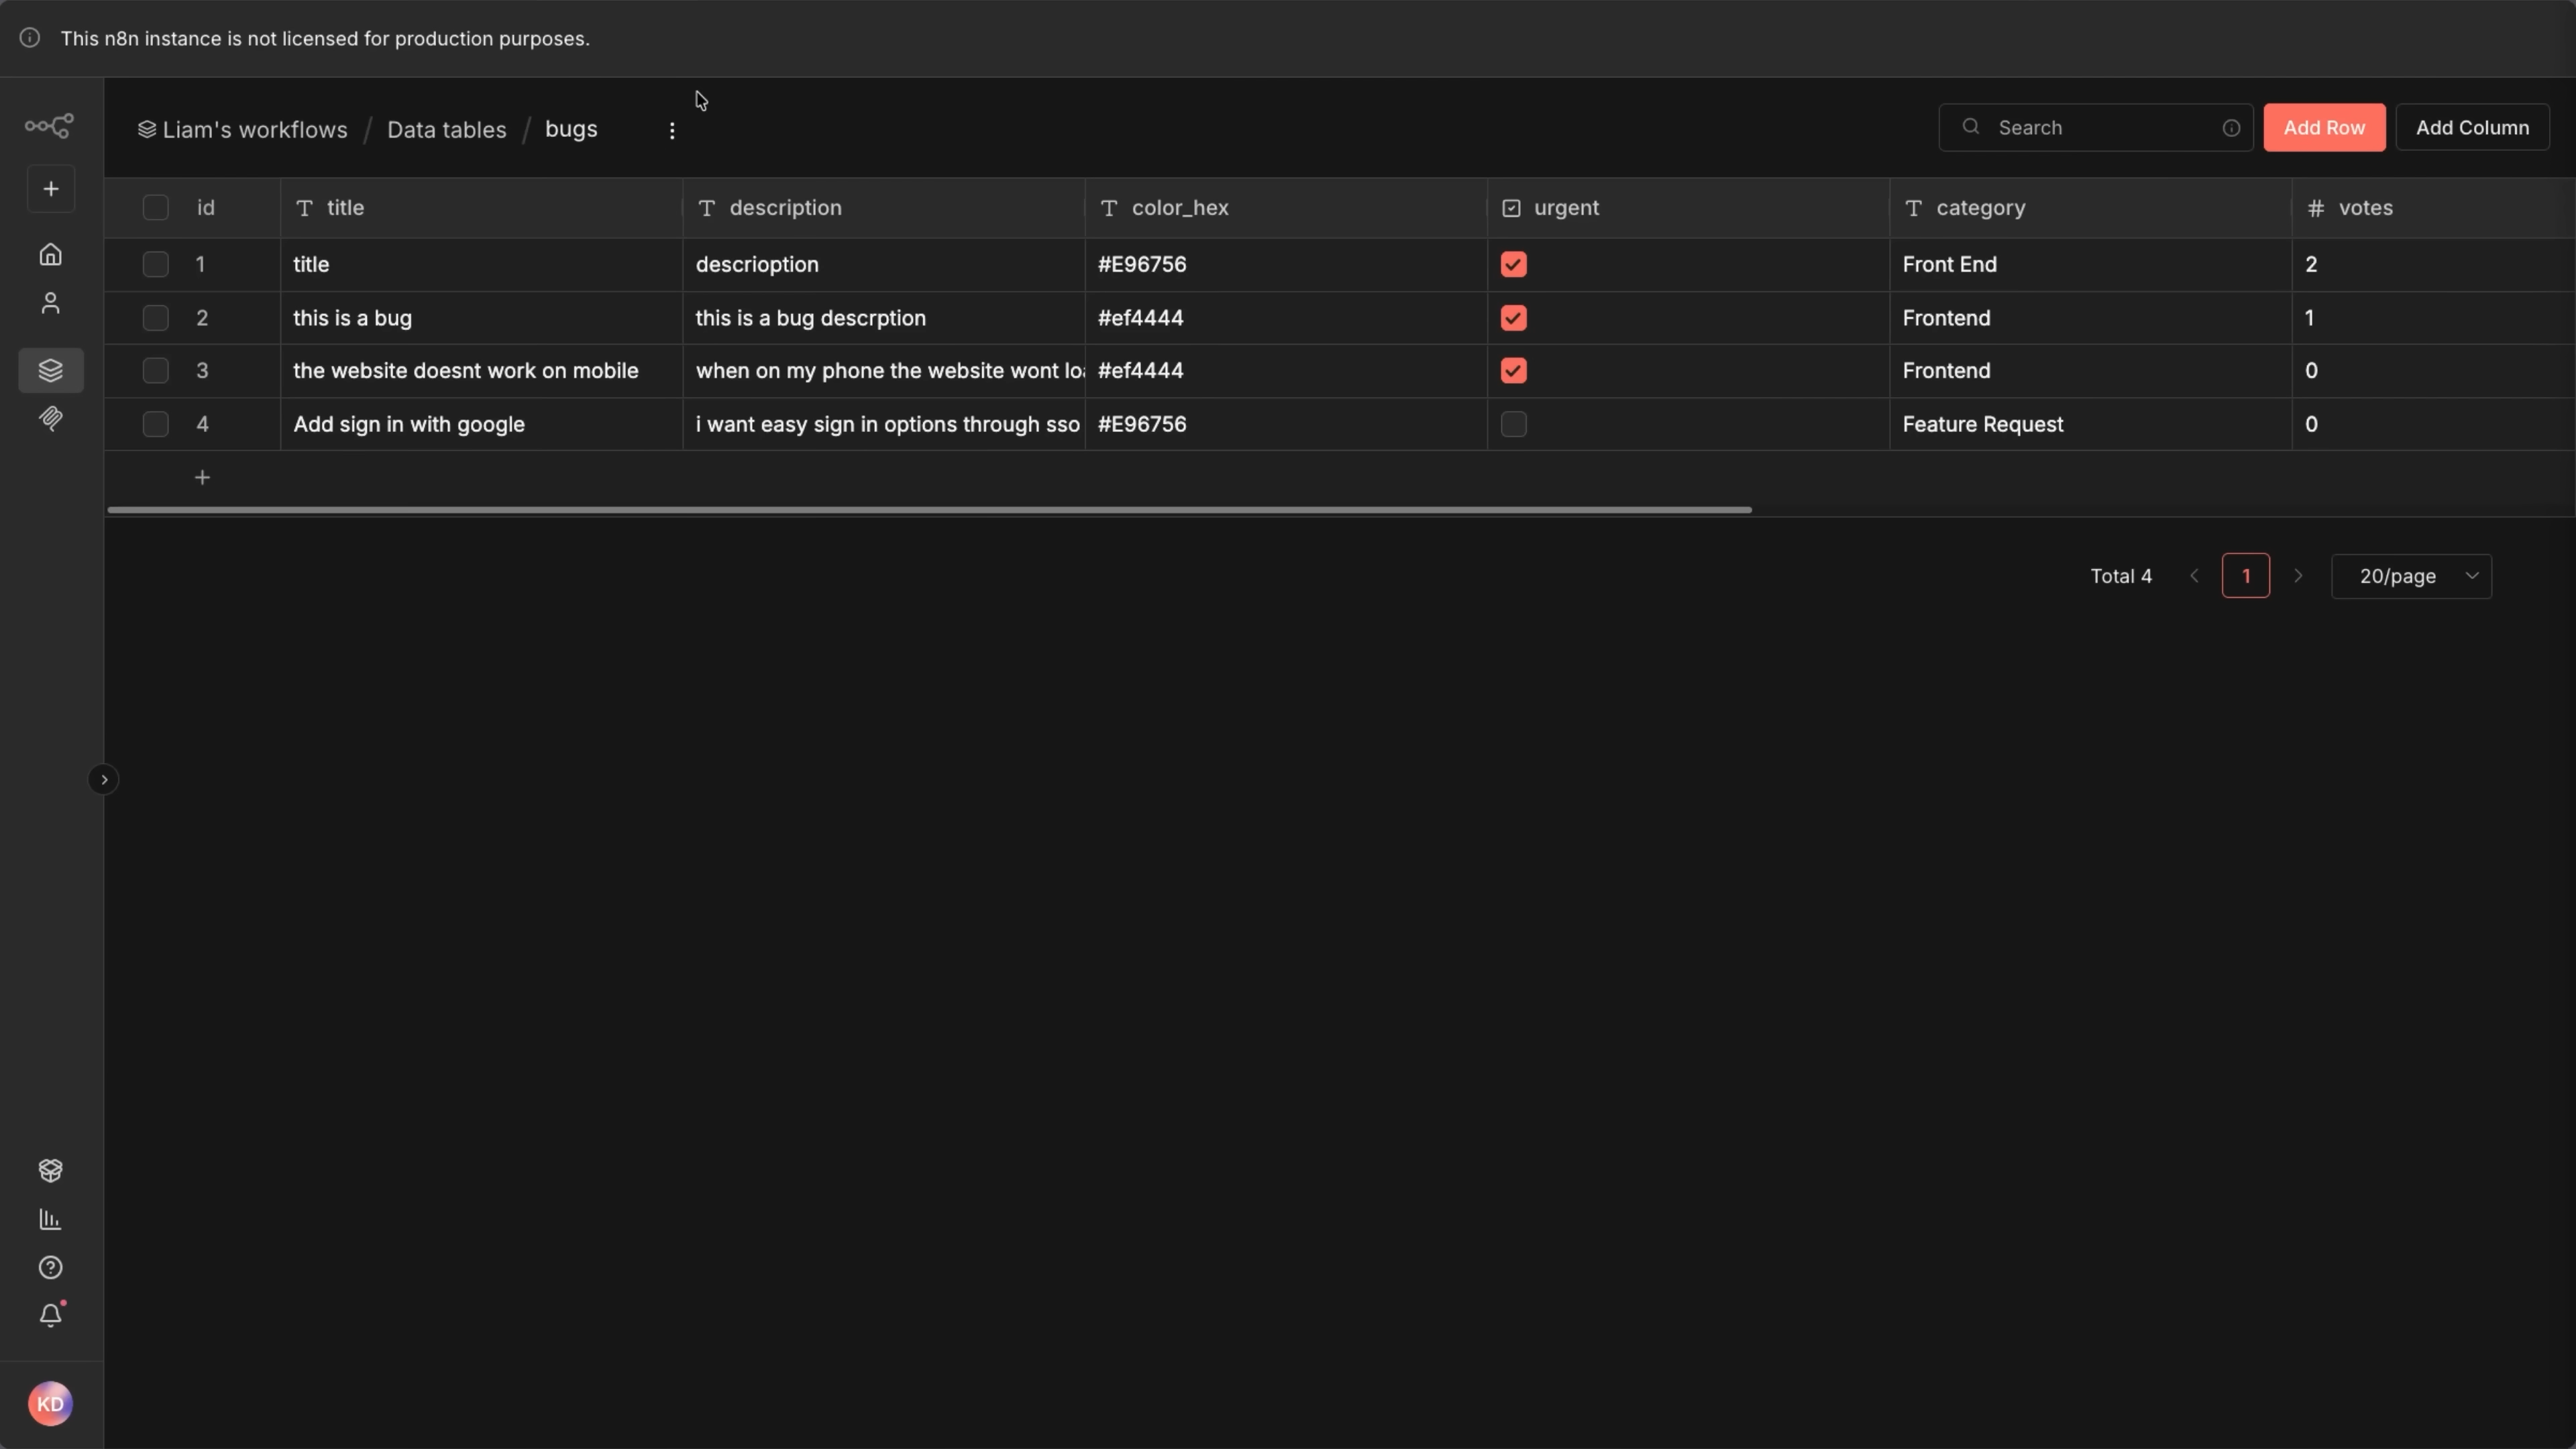 This n8n instance is not licensed for production purposes.
Liam's workflows / Data tables / bugs
Search
Add Row
Add Column
id title description color_hex urgent category # votes
1 title descrioption #E96756 Front End 2
2 this is a bug this is a bug descrption #ef4444 Frontend 1
3 the website doesnt work on mobile when on my phone the website wont #ef4444 Frontend 0
4 Add sign in with google i want easy sign in options through sso #E96756 Feature Request 0
Total 4
1
20/page
KD